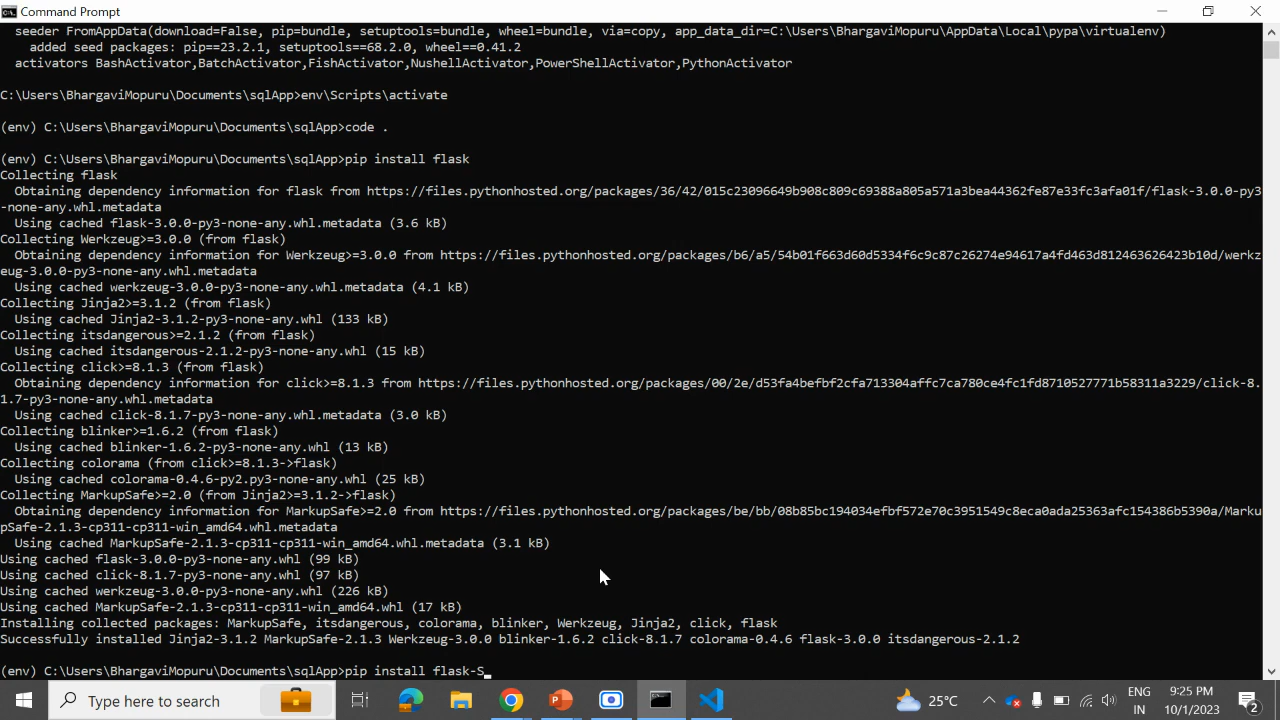 Command Prompt
seeder FromAppData(download=False, pip=bundle, setuptools=bundle, wheel=bundle, via=copy, app_data_dir=C:\Users\BhargaviMopuru\AppData\Local\pypa\virtualenv)
added seed packages: pip==23.2.1, setuptools==68.2.0, wheel==0.41.2
activators BashActivator,BatchActivator,FishActivator,NushellActivator,PowerShellActivator,PythonActivator
C:\Users\BhargaviMopuru\Documents\sqlApp>env\Scripts\activate
(env) C:\Users\BhargaviMopuru\Documents\sqlApp>code .
(env) C:\Users\BhargaviMopuru\Documents\sqlApp>pip install flask
Collecting flask
Obtaining dependency information for flask from https://files.pythonhosted.org/packages/36/42/015c23096649b908c809c69388a805a571a3bea44362fe87e33fc3afa01f/flask-3.0.0-py3
-none-any.whl.metadata
Using cached flask-3.0.0-py3-none-any.whl.metadata (3.6 kB)
Collecting Werkzeug>=3.0.0 (from flask)
Obtaining dependency information for Werkzeug>=3.0.0 from https://files.pythonhosted.org/packages/b6/a5/54b01f663d60d5334f6c9c87c26274e94617a4fd463d812463626423b10d/werkz
eug-3.0.0-py3-none-any.whl.metadata
Using cached werkzeug-3.0.0-py3-none-any.whl.metadata (4.1 kB)
Collecting Jinja2>=3.1.2 (from flask)
Using cached Jinja2-3.1.2-py3-none-any.whl (133 kB)
Collecting itsdangerous>=2.1.2 (from flask)
Using cached itsdangerous-2.1.2-py3-none-any.whl (15 kB)
Collecting click>=8.1.3 (from flask)
Obtaining dependency information for click>=8.1.3 from https://files.pythonhosted.org/packages/00/2e/d53fa4befbf2cfa713304affc7ca780ce4fc1fd8710527771b58311a3229/click-8.
1.7-py3-none-any.whl.metadata
Using cached click-8.1.7-py3-none-any.whl.metadata (3.0 kB)
Collecting blinker>=1.6.2 (from flask)
Using cached blinker-1.6.2-py3-none-any.whl (13 kB)
Collecting colorama (from click>=8.1.3->flask)
Using cached colorama-0.4.6-py2.py3-none-any.whl (25 kB)
Collecting MarkupSafe>=2.0 (from Jinja2>=3.1.2->flask)
Obtaining dependency information for MarkupSafe>=2.0 from https://files.pythonhosted.org/packages/be/bb/08b85bc194034efbf572e70c3951549c8eca0ada25363afc154386b5390a/Marku
pSafe-2.1.3-cp311-cp311-win_amd64.whl.metadata
Using cached MarkupSafe-2.1.3-cp311-cp311-win_amd64.whl.metadata (3.1 kB)
Using cached flask-3.0.0-py3-none-any.whl (99 kB)
Using cached click-8.1.7-py3-none-any.whl (97 kB)
Using cached werkzeug-3.0.0-py3-none-any.whl (226 kB)
Using cached MarkupSafe-2.1.3-cp311-cp311-win_amd64.whl (17 kB)
Installing collected packages: MarkupSafe, itsdangerous, colorama, blinker, Werkzeug, Jinja2, click, flask
Successfully installed Jinja2-3.1.2 MarkupSafe-2.1.3 Werkzeug-3.0.0 blinker-1.6.2 click-8.1.7 colorama-0.4.6 flask-3.0.0 itsdangerous-2.1.2
(env) C:\Users\BhargaviMopuru\Documents\sqlApp>pip install flask-S
Type here to search
25°C
ENG
IN
9:25 PM
10/1/2023
2